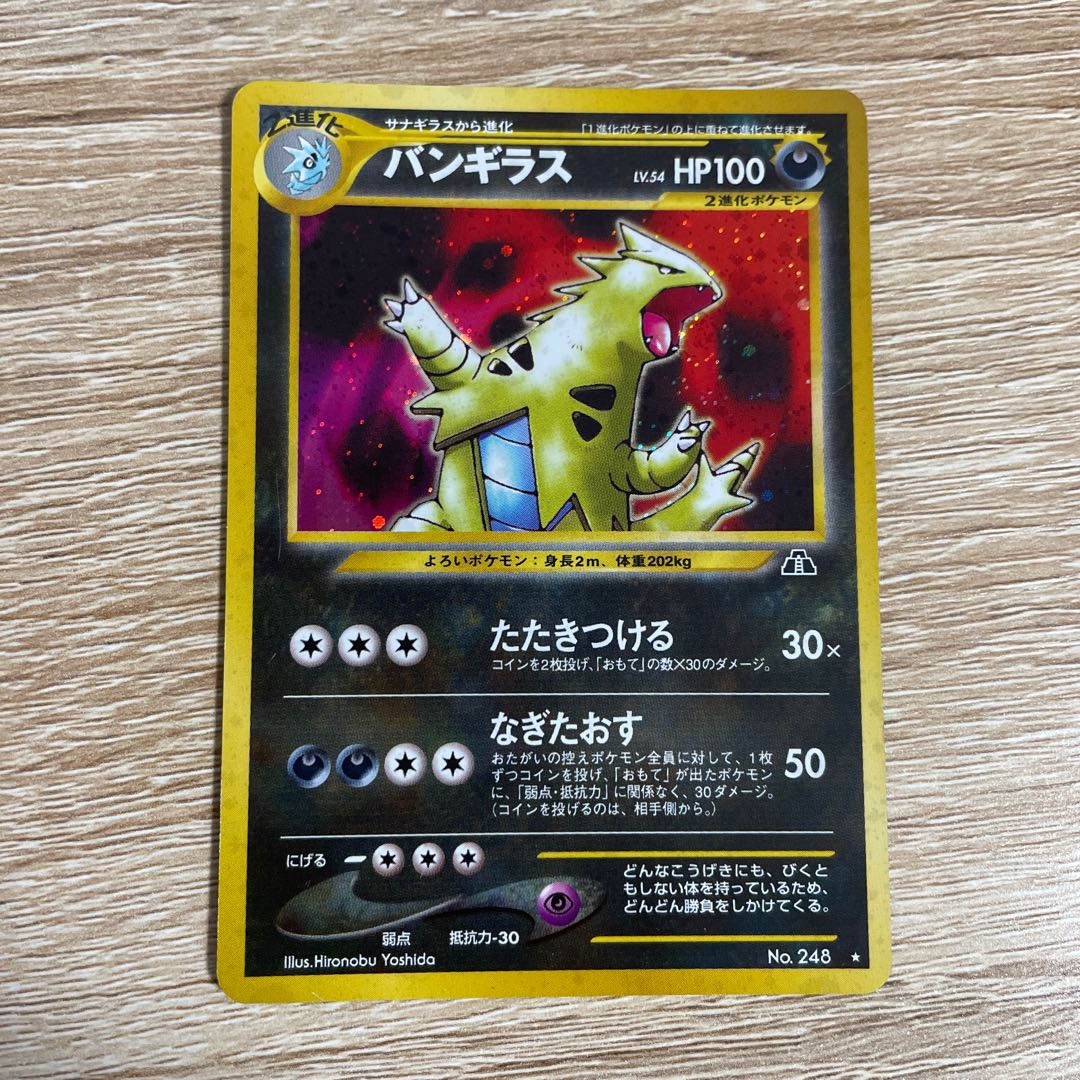 2進化
サナギラスから進化
「1進化ポケモン」の上に重ねて進化させます。
バンギラス LV.54 HP100
2進化ポケモン
よろいポケモン：身長2m、体重202kg
たたきつける 30×
コインを2枚投げ、「おもて」の数×30のダメージ。
なぎたおす 50
おたがいの控えポケモン全員に対して、1枚
ずつコインを投げ、「おもて」が出たポケモン
に、「弱点・抵抗力」に関係なく、30ダメージ。
(コインを投げるのは、相手側から。)
にげる
どんなこうげきにも、びくと
もしない体を持っているため、
どんどん勝負をしかけてくる。
弱点 抵抗力-30
Illus.Hironobu Yoshida
No. 248 ★